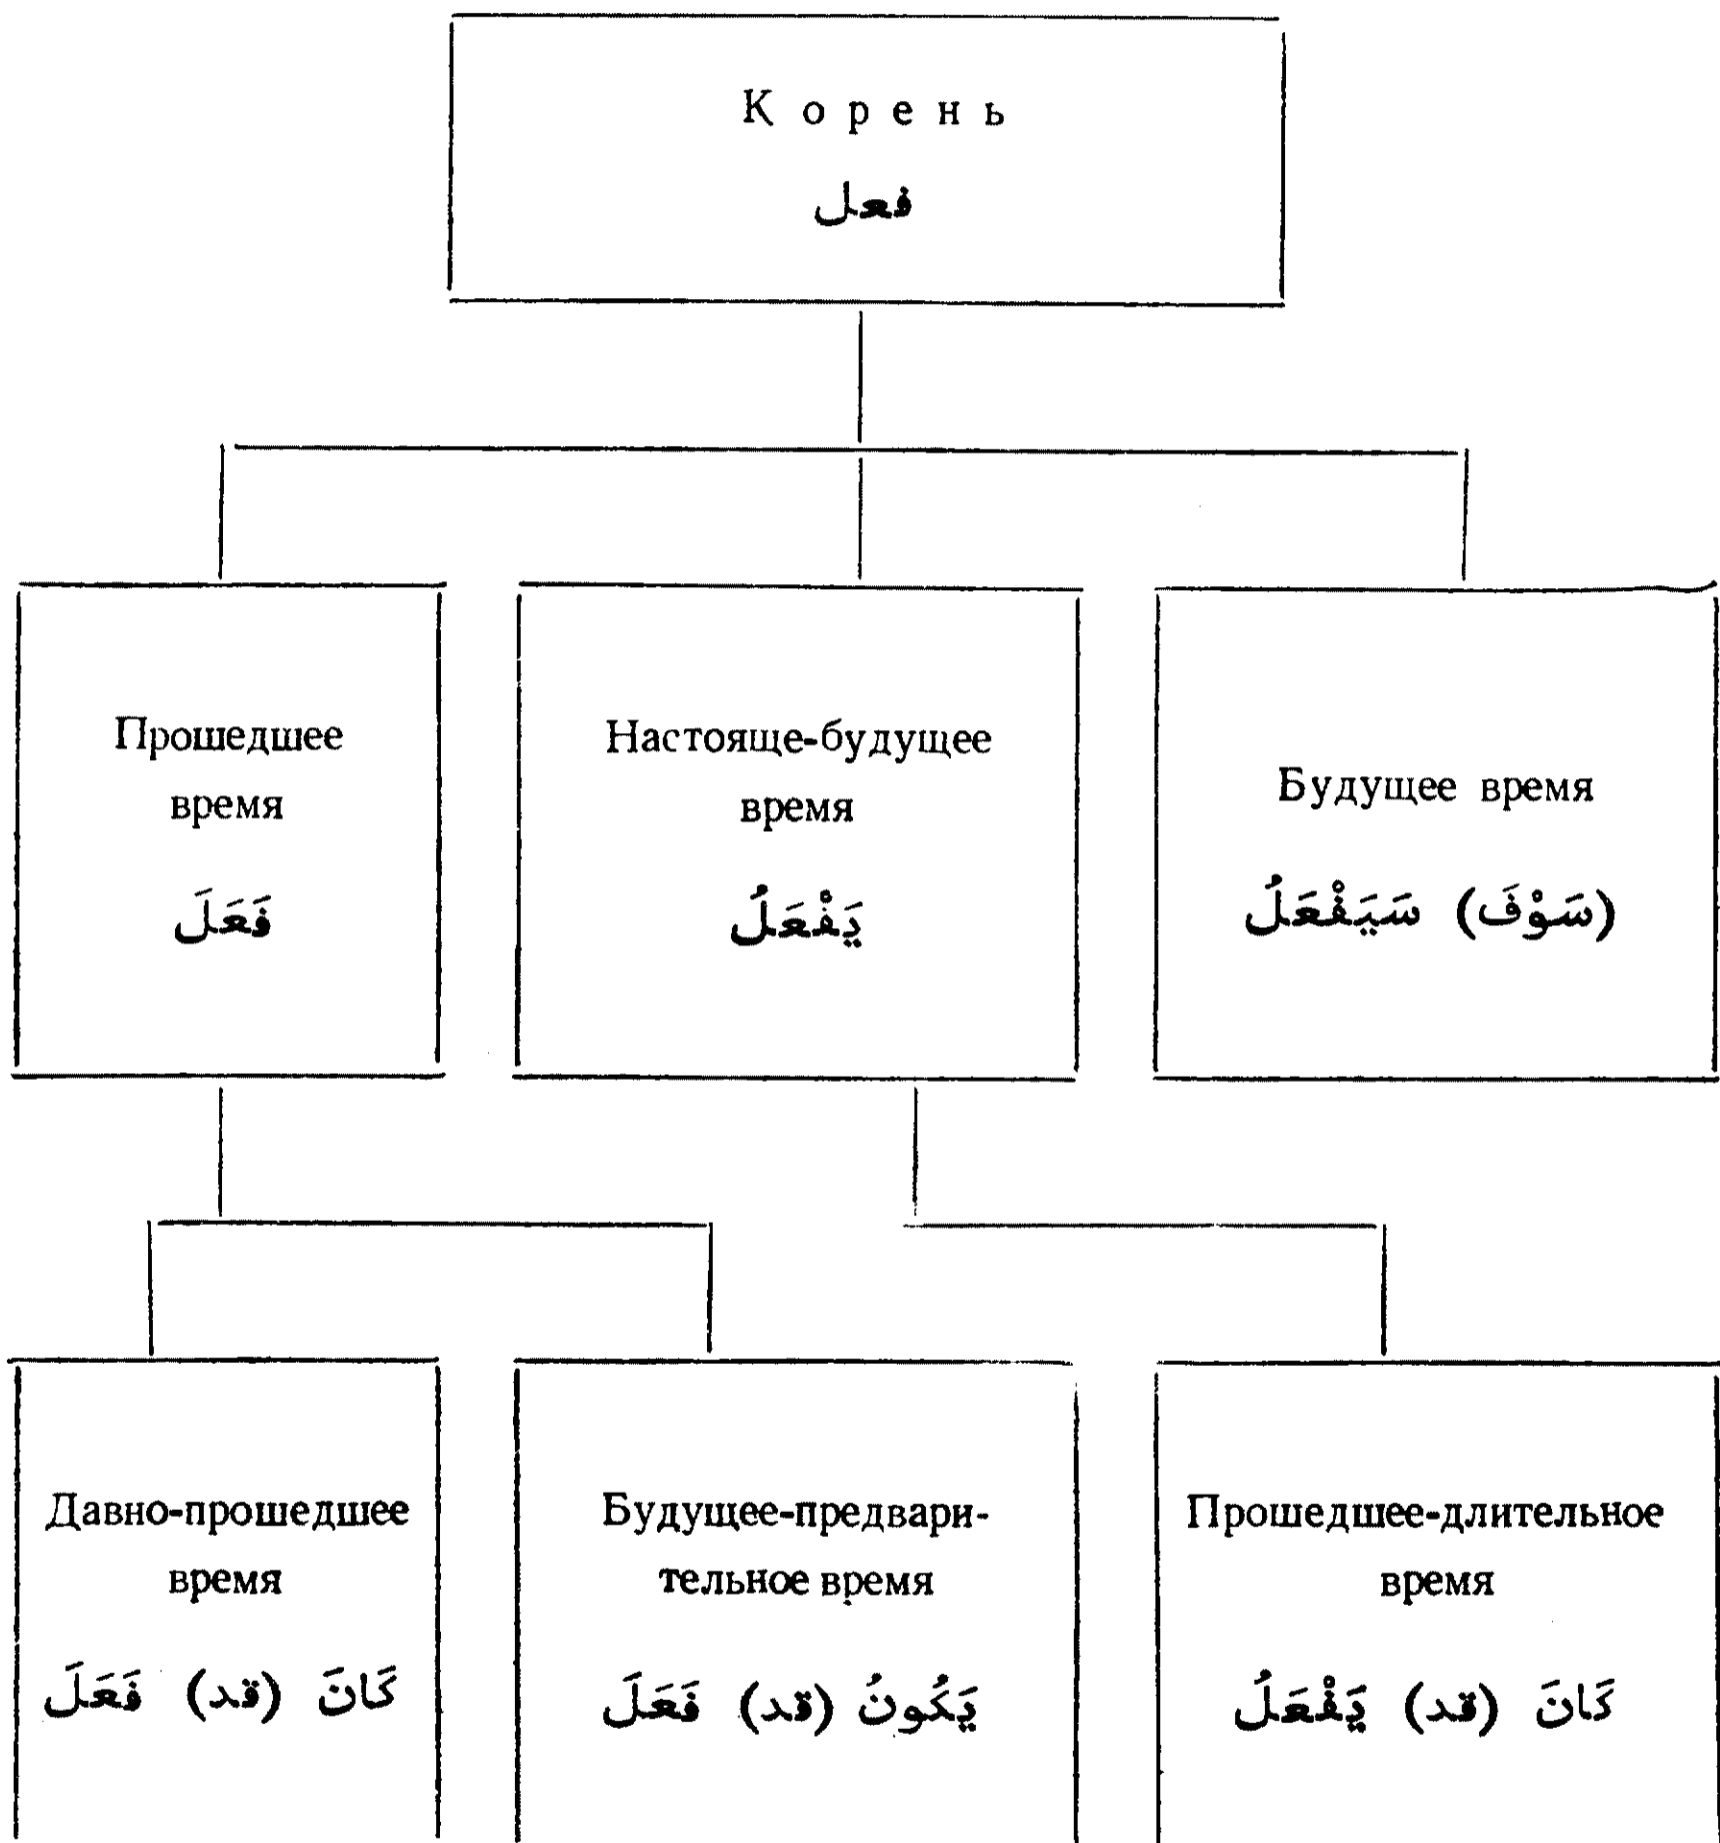 Корень
فعل
Прошедшее
время
فَعَلَ
Настояще-будущее
время
يَفْعَلُ
Будущее время
(سَوْفَ) سَيَفْعَلُ
Давно-прошедшее
время
كَانَ (قد) فَعَلَ
Будущее-предвари-
тельное время
يَكُونُ (قد) فَعَلَ
Прошедшее-длительное
время
كَانَ (قد) يَفْعَلُ